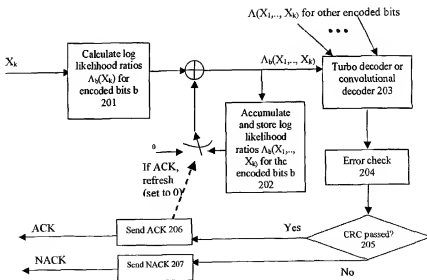 Λ(X₁,.., Xₖ) for other encoded bits
Xₖ
Calculate log
likelihood ratios
Λb(Xₖ) for
encoded bits b
201
Λb(X₁,.., Xₖ)
Turbo decoder or
convolutional
decoder 203
0
If ACK,
refresh
(set to 0)
Accumulate
and store log
likelihood
ratios Λb(X₁,..,
Xₖ) for the
encoded bits b
202
Error check
204
ACK
Send ACK 206
Yes
CRC passed?
205
NACK
Send NACK 207
No